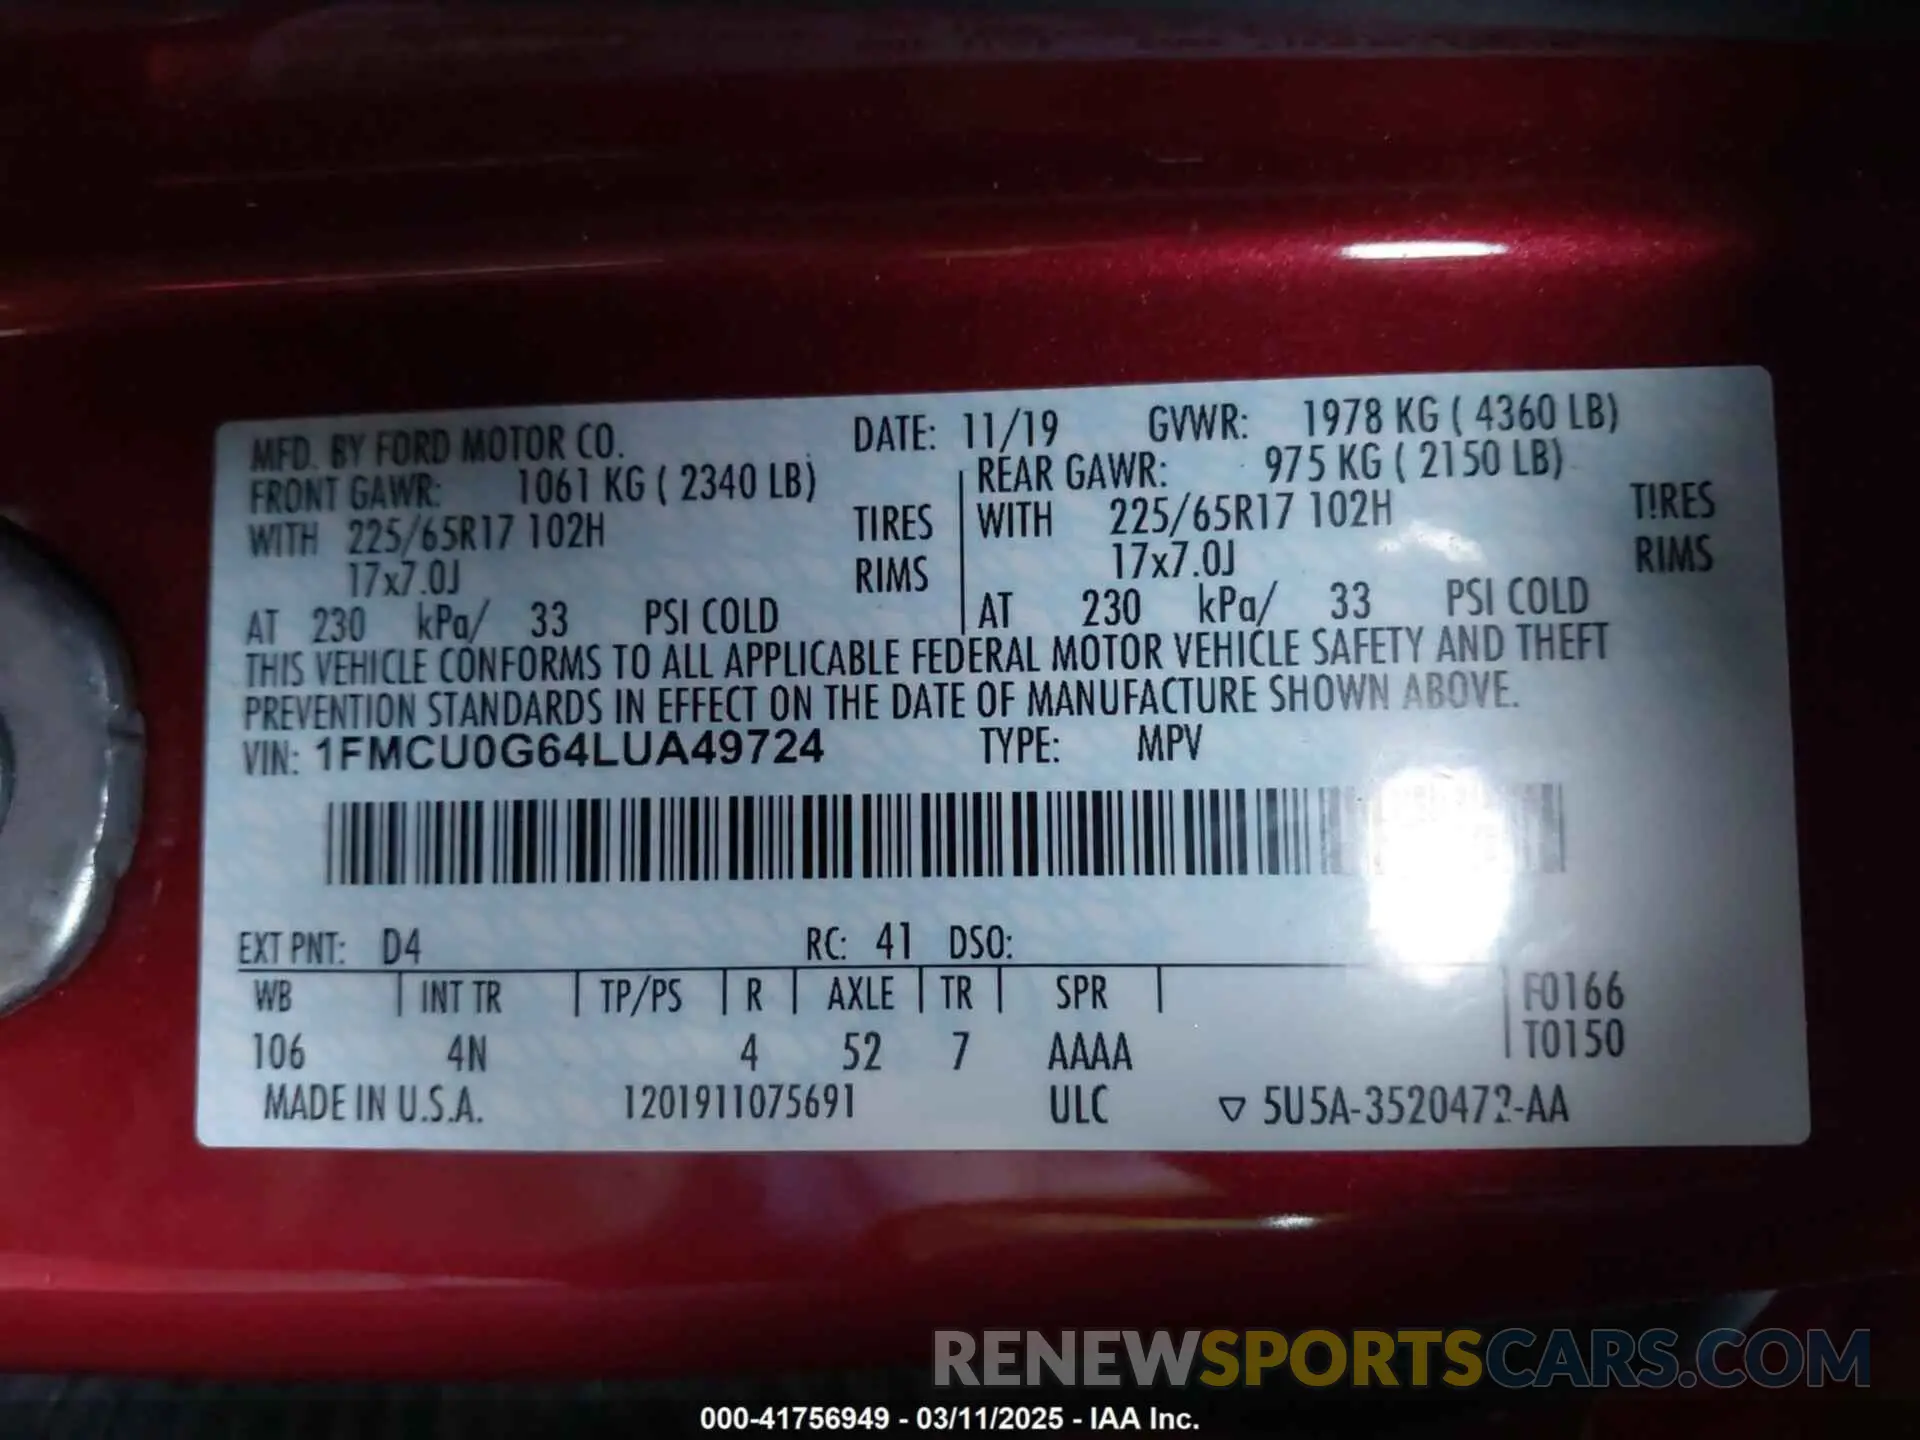 MFD. BY FORD MOTOR CO. DATE: 11/19 GVWR: 1978 KG ( 4360 LB)
FRONT GAWR: 1061 KG ( 2340 LB) REAR GAWR: 975 KG ( 2150 LB)
WITH 225/65R17 102H TIRES WITH 225/65R17 102H TIRES
17x7.0J RIMS 17x7.0J RIMS
AT 230 kPa/ 33 PSI COLD AT 230 kPa/ 33 PSI COLD
THIS VEHICLE CONFORMS TO ALL APPLICABLE FEDERAL MOTOR VEHICLE SAFETY AND THEFT
PREVENTION STANDARDS IN EFFECT ON THE DATE OF MANUFACTURE SHOWN ABOVE.
VIN: 1FMCU0G64LUA49724 TYPE: MPV
EXT PNT: D4 RC: 41 DSO:
WB INT TR TP/PS R AXLE TR SPR F0166
106 4N 4 52 7 AAAA T0150
MADE IN U.S.A. 1201911075691 ULC ▽ 5U5A-3520472-AA
RENEWSPORTSCARS.COM
000-41756949 - 03/11/2025 - IAA Inc.